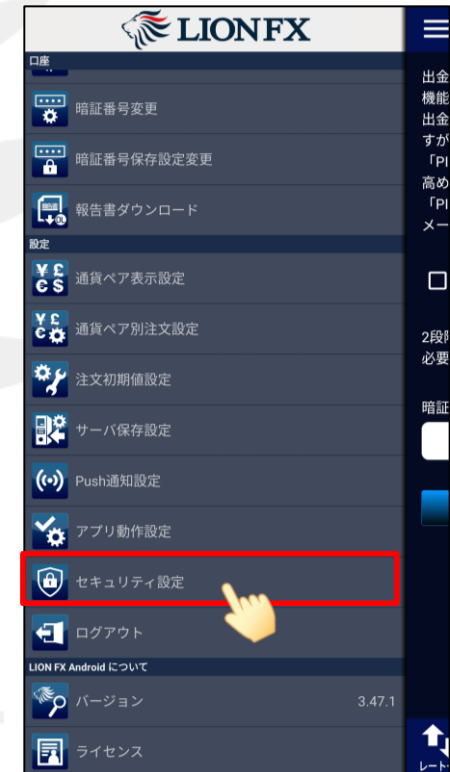 LION FX
口座
暗証番号変更
暗証番号保存設定変更
報告書ダウンロード
設定
通貨ペア表示設定
通貨ペア別注文設定
注文初期値設定
サーバ保存設定
Push通知設定
アプリ動作設定
セキュリティ設定
ログアウト
LION FX Android について
バージョン 3.47.1
ライセンス
出金
機能
出金
すが
「PI
高め
「PI
メー
2段
必要
暗証
レート